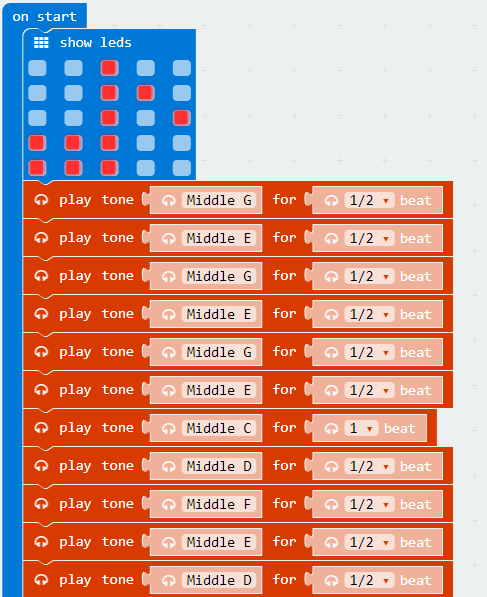 on start
show leds
play tone Middle G for 1/2 beat
play tone Middle E for 1/2 beat
play tone Middle G for 1/2 beat
play tone Middle E for 1/2 beat
play tone Middle G for 1/2 beat
play tone Middle E for 1/2 beat
play tone Middle C for 1 beat
play tone Middle D for 1/2 beat
play tone Middle F for 1/2 beat
play tone Middle E for 1/2 beat
play tone Middle D for 1/2 beat